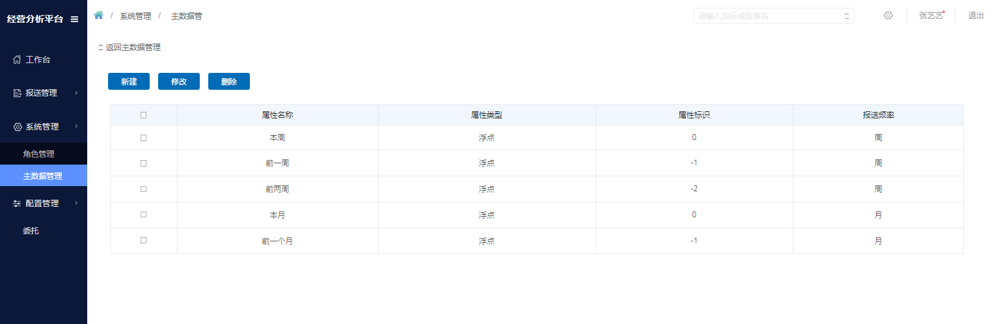 经营分析平台
/ 系统管理 / 主数据管
请输入指标或报表名
张艺艺
退出
工作台
报送管理
系统管理
角色管理
主数据管理
配置管理
委托
返回主数据管理
新建 修改 删除
属性名称 属性类型 属性标识 报送频率
本周 浮点 0 周
前一周 浮点 -1 周
前两周 浮点 -2 周
本月 浮点 0 月
前一个月 浮点 -1 月